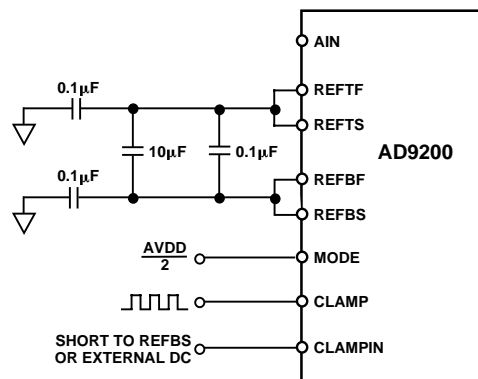 AIN
0.1µF
REFTF
REFTS
AD9200
10µF
0.1µF
0.1µF
REFBF
REFBS
AVDD
2
MODE
CLAMP
SHORT TO REFBS
OR EXTERNAL DC
CLAMPIN